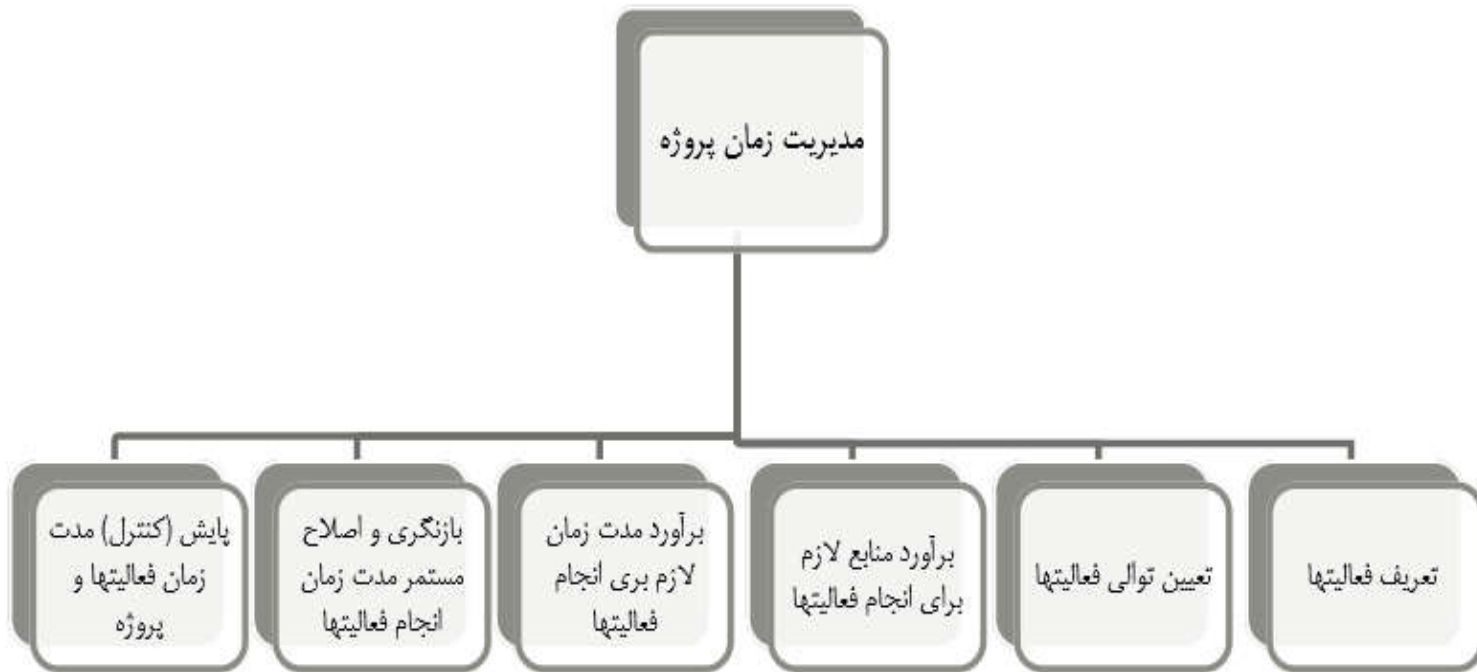 مدیریت زمان پروژه
تعریف فعالیتها
تعیین توالی فعالیتها
برآورد منابع لازم
برای انجام فعالیتها
برآورد مدت زمان
لازم بری انجام
فعالیتها
بازنگری و اصلاح
مستمر مدت زمان
انجام فعالیتها
پایش (کنترل) مدت
زمان فعالیتها و
پروژه